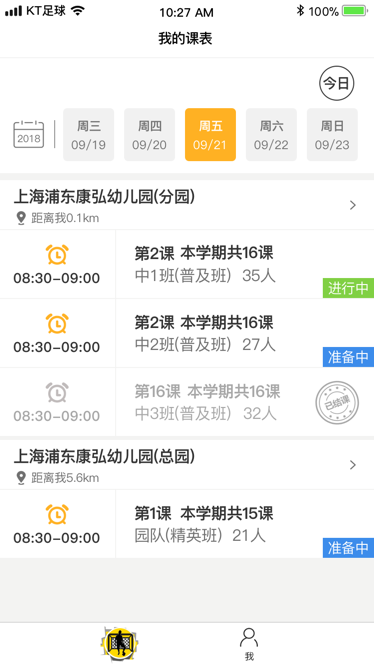 KT足球
10:27 AM
100%
我的课表
今日
2018
周三
09/19
周四
09/20
周五
09/21
周六
09/22
周日
09/23
上海浦东康弘幼儿园(分园)
距离我0.1km
08:30-09:00
第2课 本学期共16课
中1班(普及班) 35人
进行中
08:30-09:00
第2课 本学期共16课
中2班(普及班) 27人
准备中
08:30-09:00
第16课 本学期共16课
中3班(普及班) 32人
已结课
上海浦东康弘幼儿园(总园)
距离我5.6km
08:30-09:00
第1课 本学期共15课
园队(精英班) 21人
准备中
我